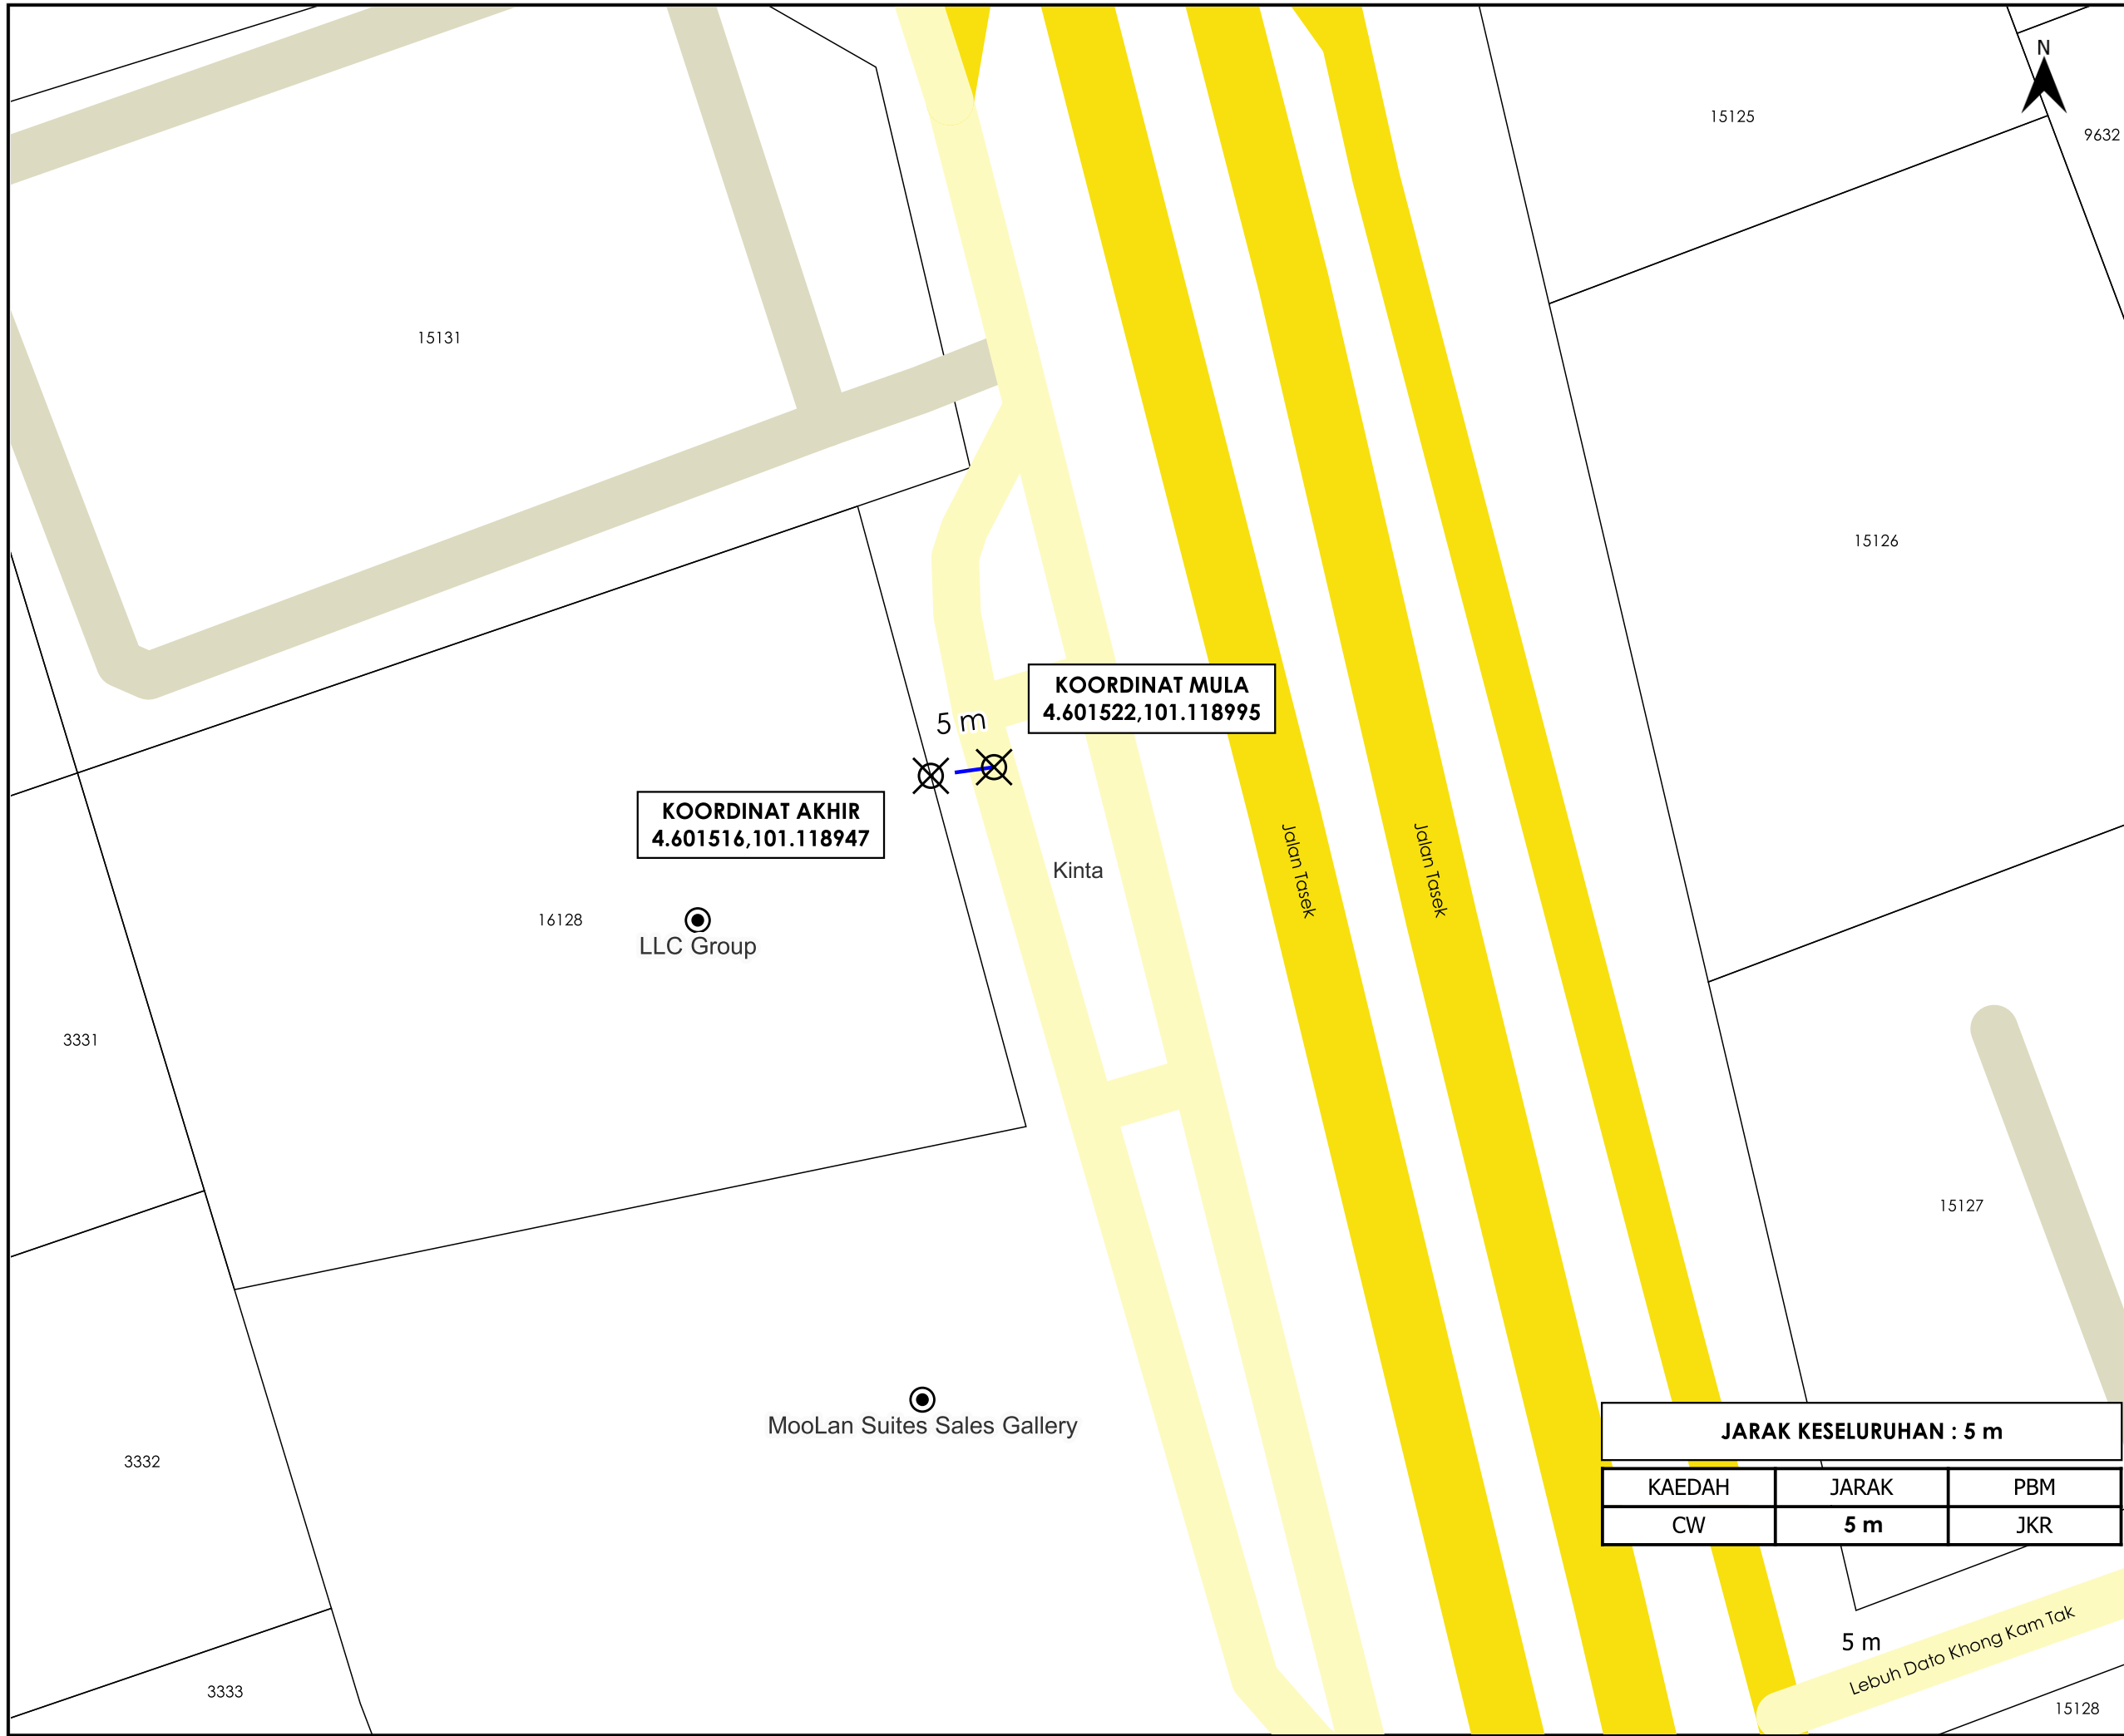 N
15125
9632
15131
15126
KOORDINAT MULA
4.601522,101.118995
5 m
KOORDINAT AKHIR
4.601516,101.118947
Kinta
Jalan Tasek
Jalan Tasek
16128
LLC Group
3331
15127
MooLan Suites Sales Gallery
JARAK KESELURUHAN : 5 m
3332
KAEDAH JARAK PBM
CW 5 m JKR
5 m
Lebuh Dato Khong Kam Tak
3333
15128